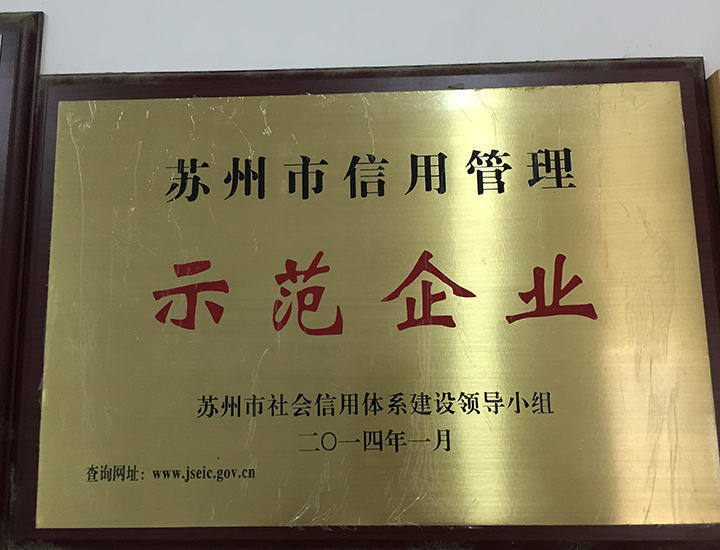 苏州市信用管理
示范企业
苏州市社会信用体系建设领导小组
二〇一四年一月
查询网址：www.jseic.gov.cn